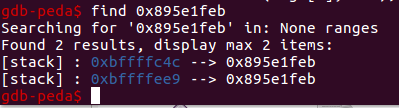 gdb-peda$ find 0x895e1feb
Searching for '0x895e1feb' in: None ranges
Found 2 results, display max 2 items:
[stack] : 0xbffffc4c --> 0x895e1feb
[stack] : 0xbffffee9 --> 0x895e1feb
gdb-peda$